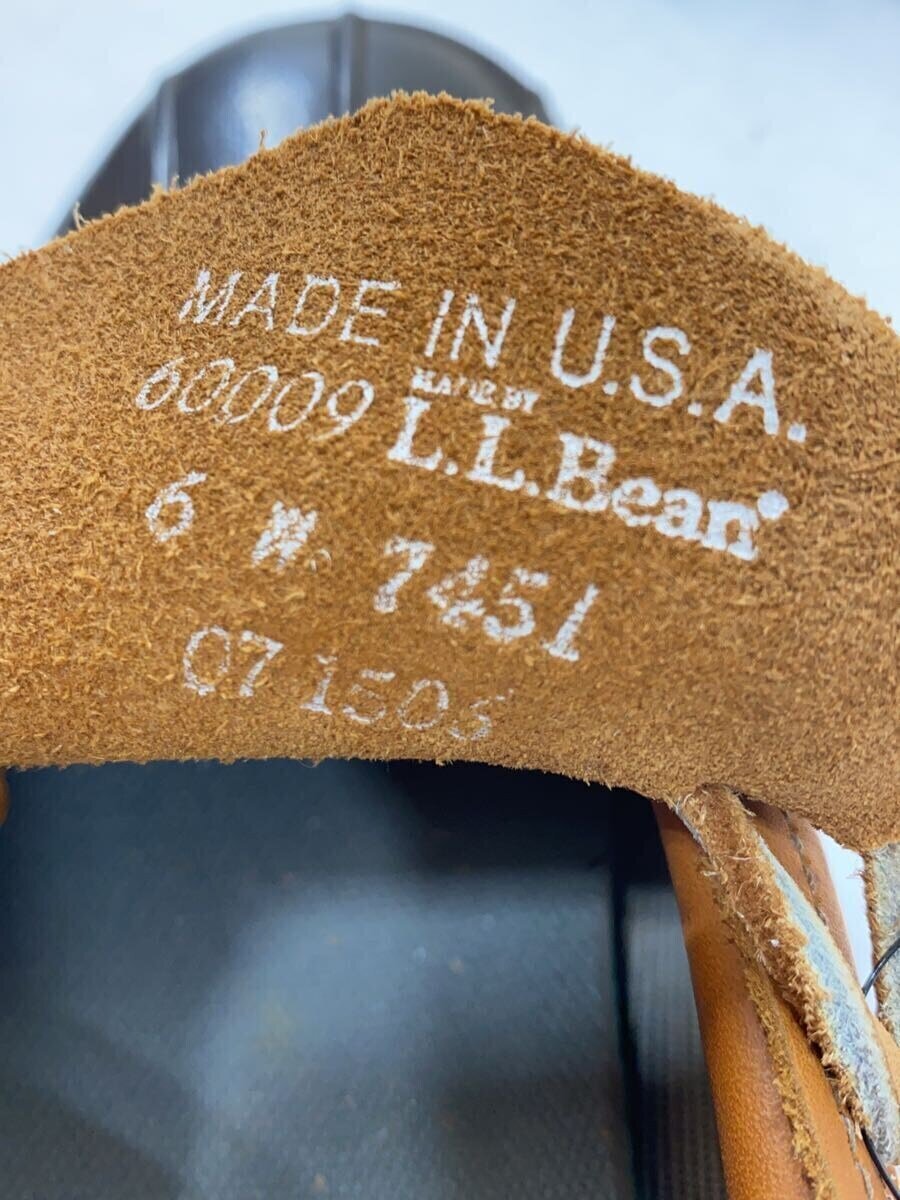 MADE IN U.S.A.
60009 MADE BY
L.L.Bean®
6 W. 7451
07 1505